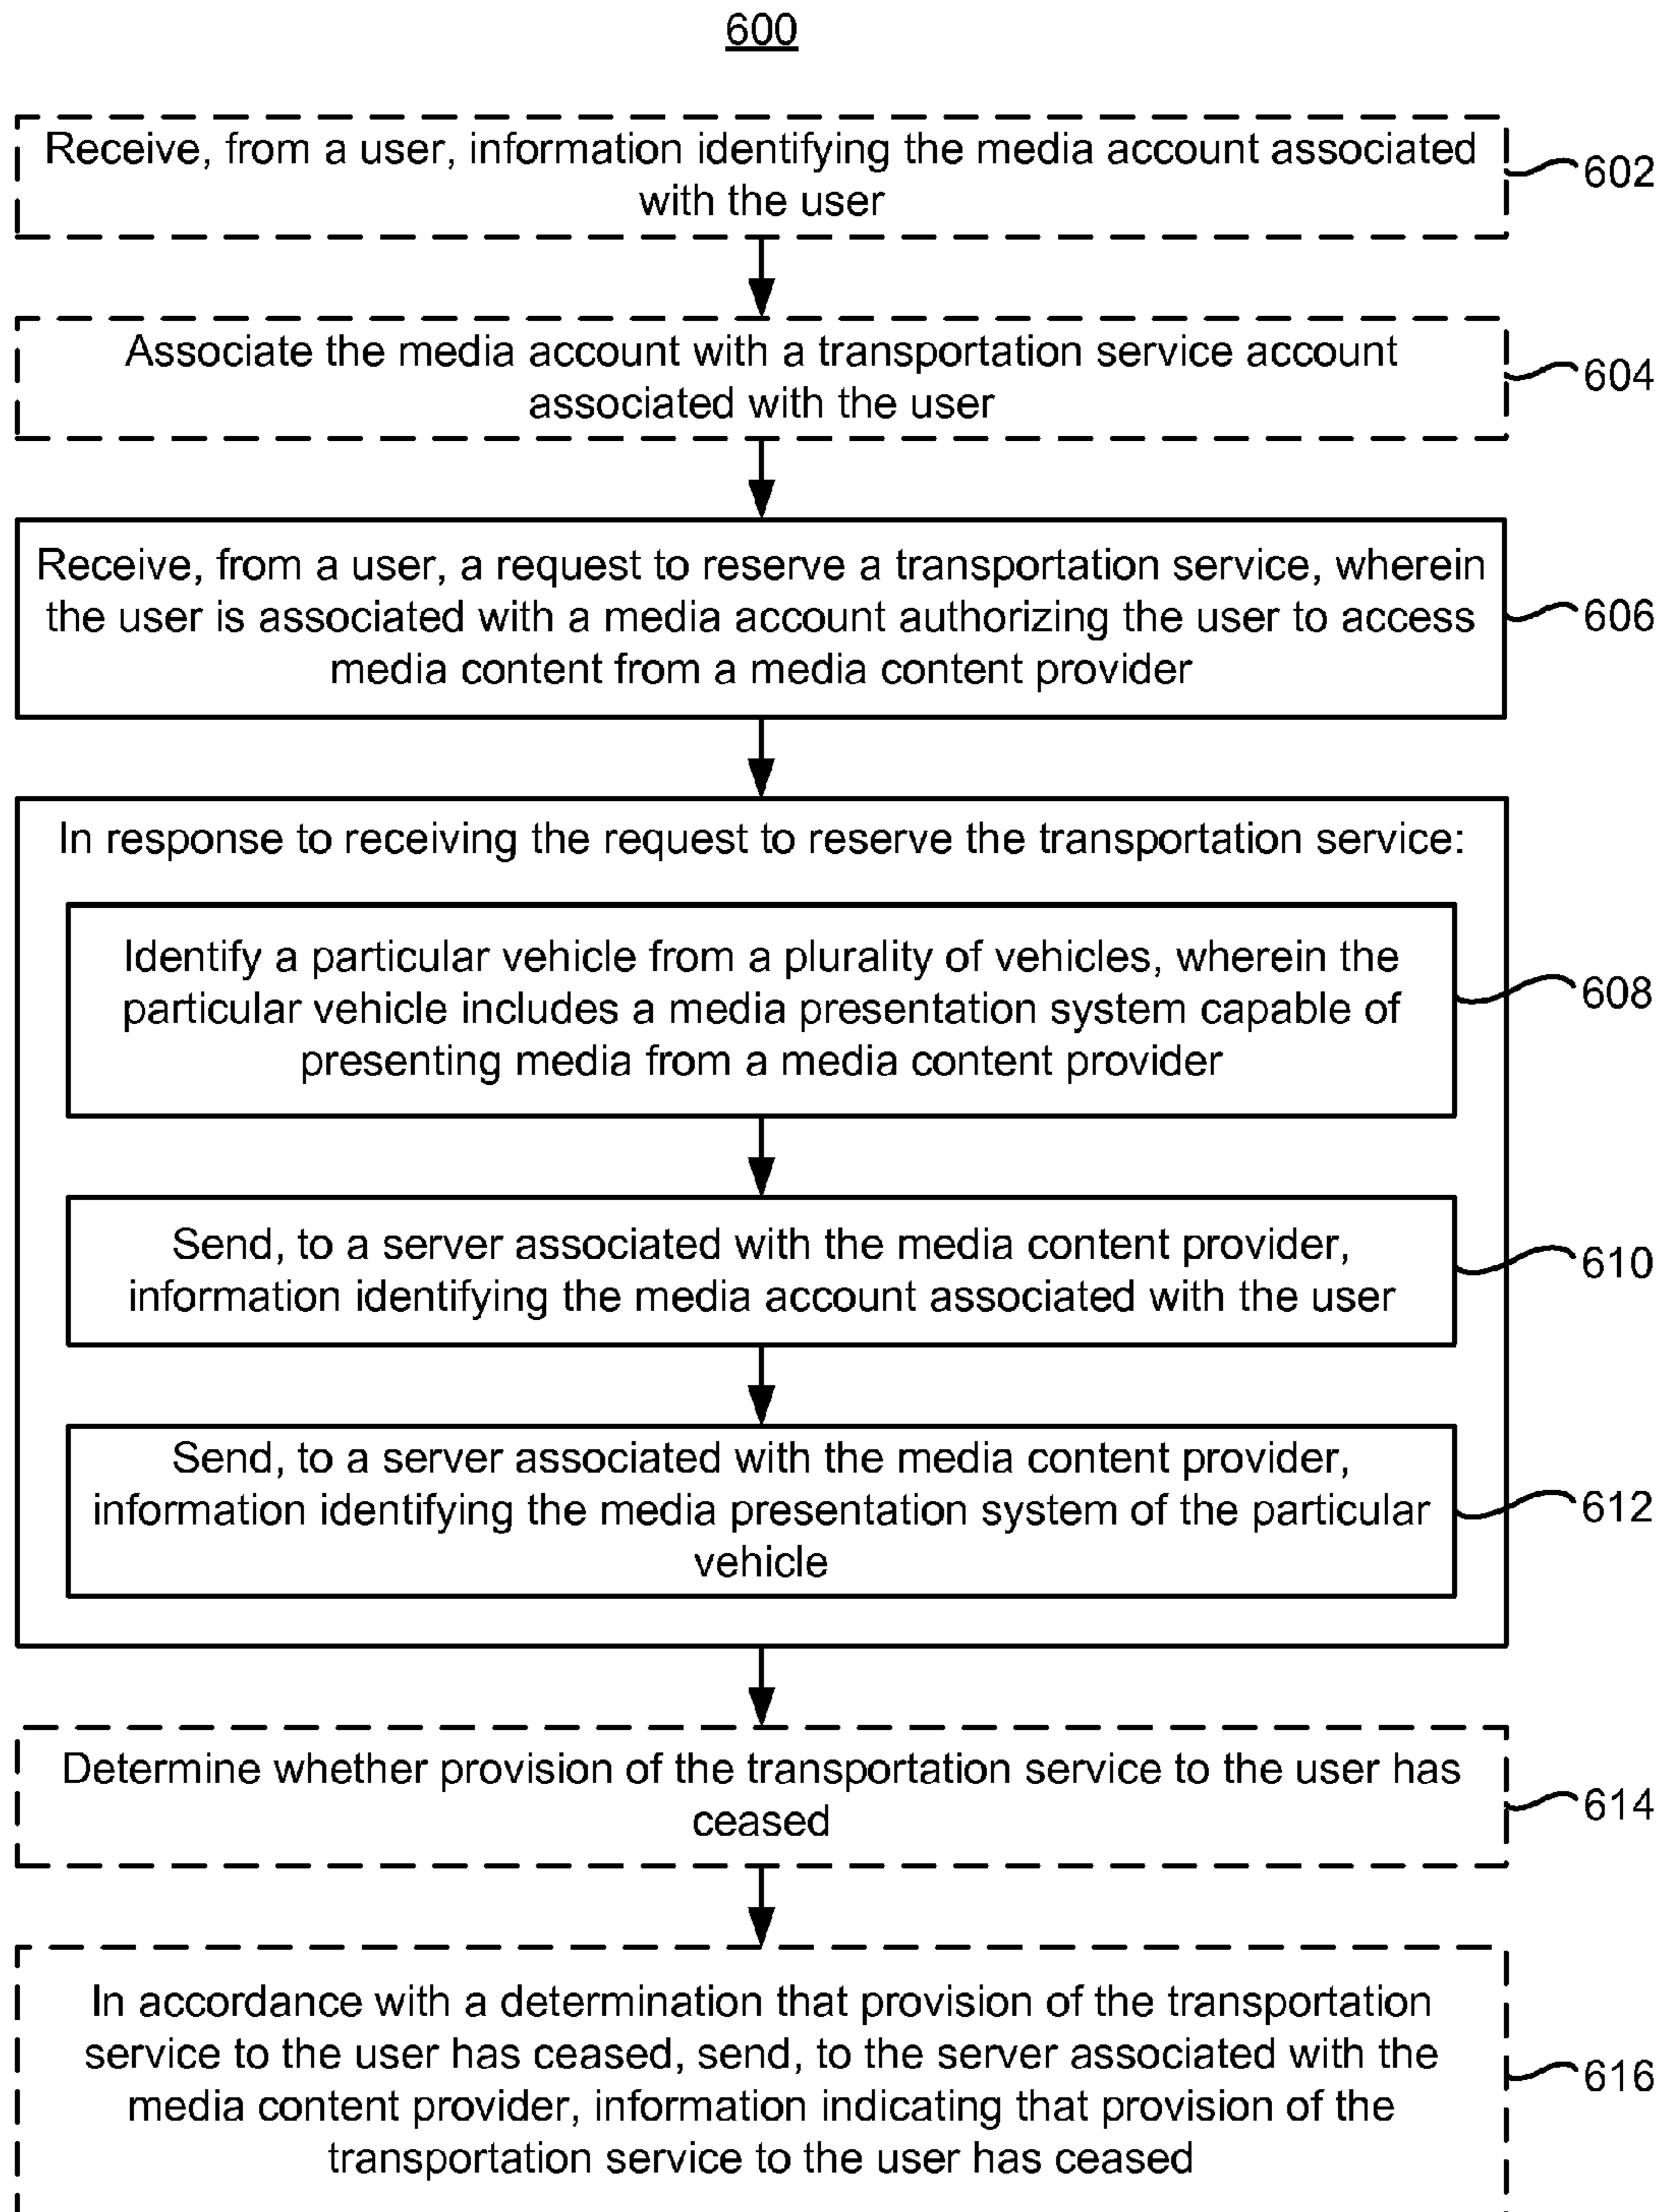 600
Receive, from a user, information identifying the media account associated
with the user
602
Associate the media account with a transportation service account
associated with the user
604
Receive, from a user, a request to reserve a transportation service, wherein
the user is associated with a media account authorizing the user to access
media content from a media content provider
606
In response to receiving the request to reserve the transportation service:
Identify a particular vehicle from a plurality of vehicles, wherein the
particular vehicle includes a media presentation system capable of
presenting media from a media content provider
608
Send, to a server associated with the media content provider,
information identifying the media account associated with the user
610
Send, to a server associated with the media content provider,
information identifying the media presentation system of the particular
vehicle
612
Determine whether provision of the transportation service to the user has
ceased
614
In accordance with a determination that provision of the transportation
service to the user has ceased, send, to the server associated with the
media content provider, information indicating that provision of the
transportation service to the user has ceased
616